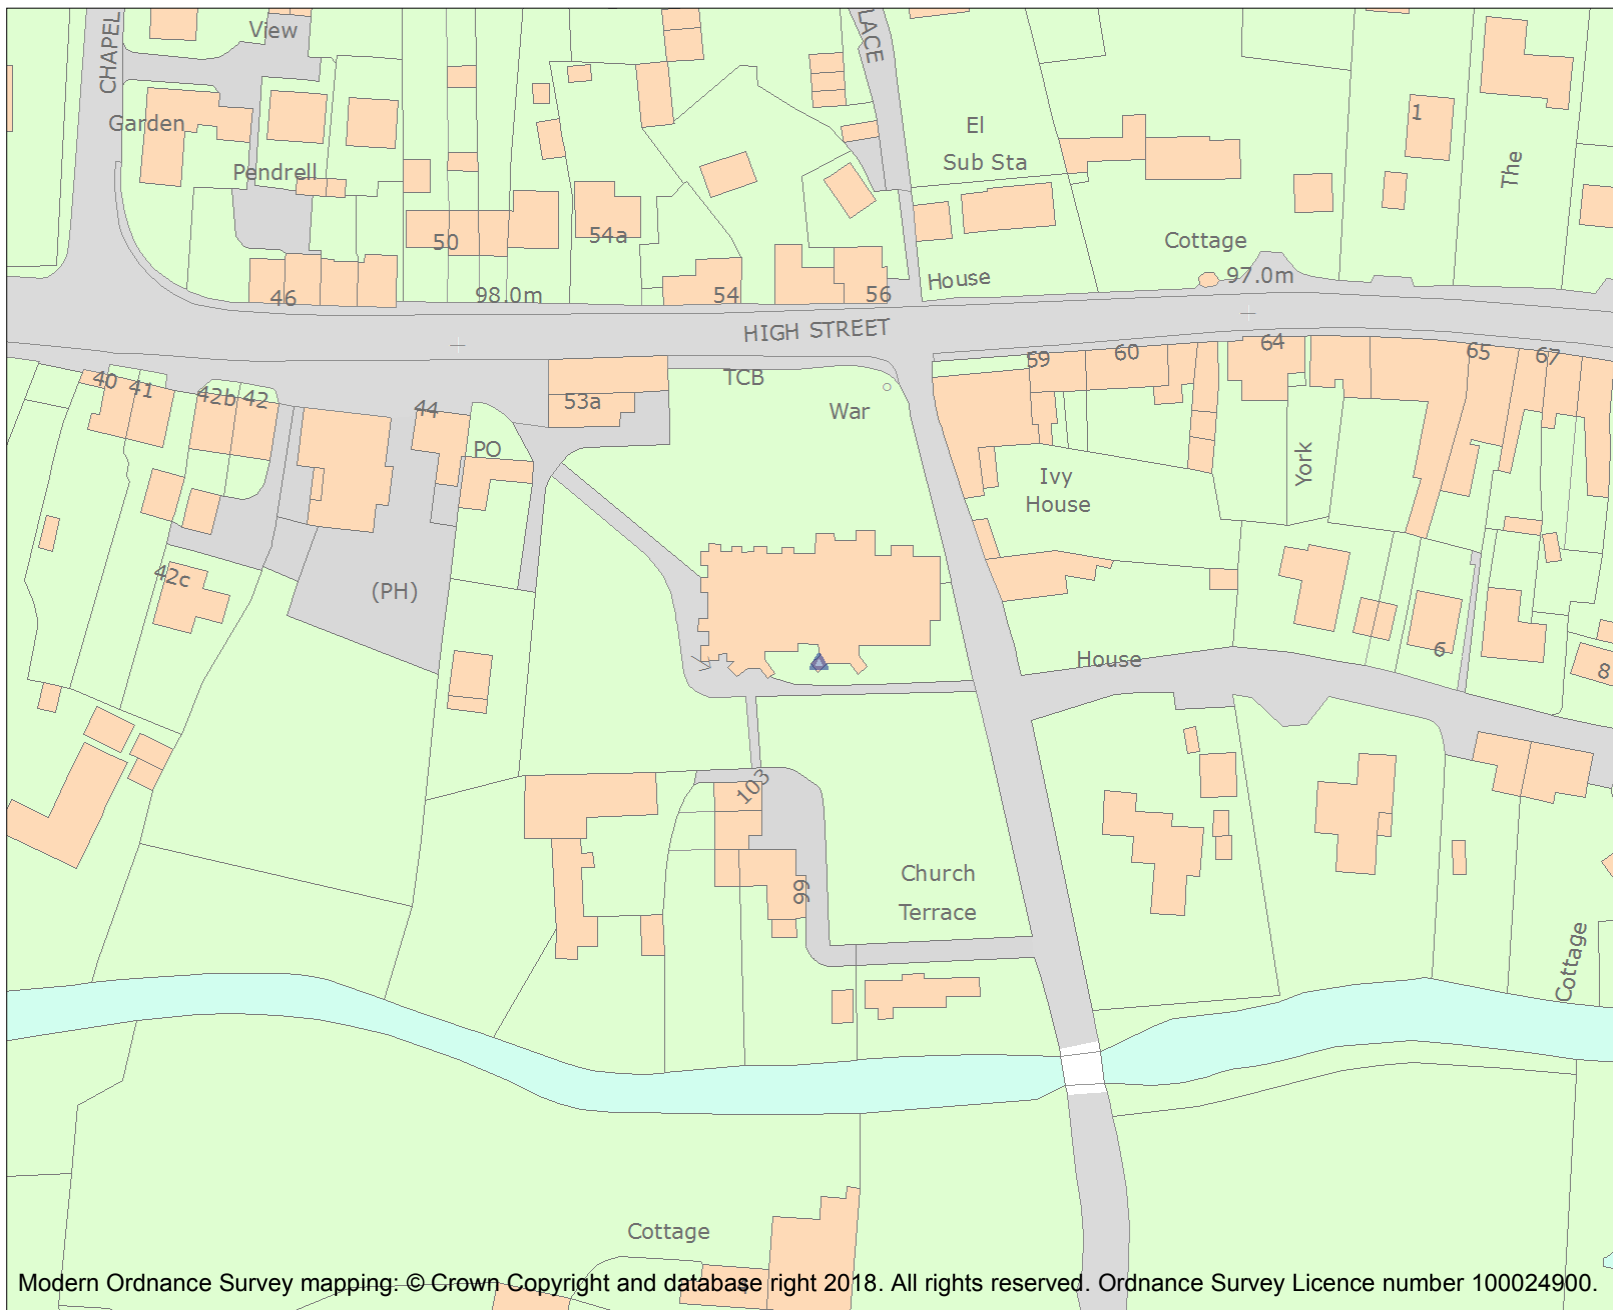 View
CHAPEL
LACE
Garden
Pendrell
El
Sub Sta
1
The
50
54a
Cottage
46
98.0m
54
56
House
97.0m
HIGH STREET
40
41
42b
42
44
53a
TCB
War
59
60
64
65
67
PO
Ivy
House
York
42c
(PH)
House
6
8
103
99
Church
Terrace
Cottage
Cottage
Modern Ordnance Survey mapping: © Crown Copyright and database right 2018. All rights reserved. Ordnance Survey Licence number 100024900.